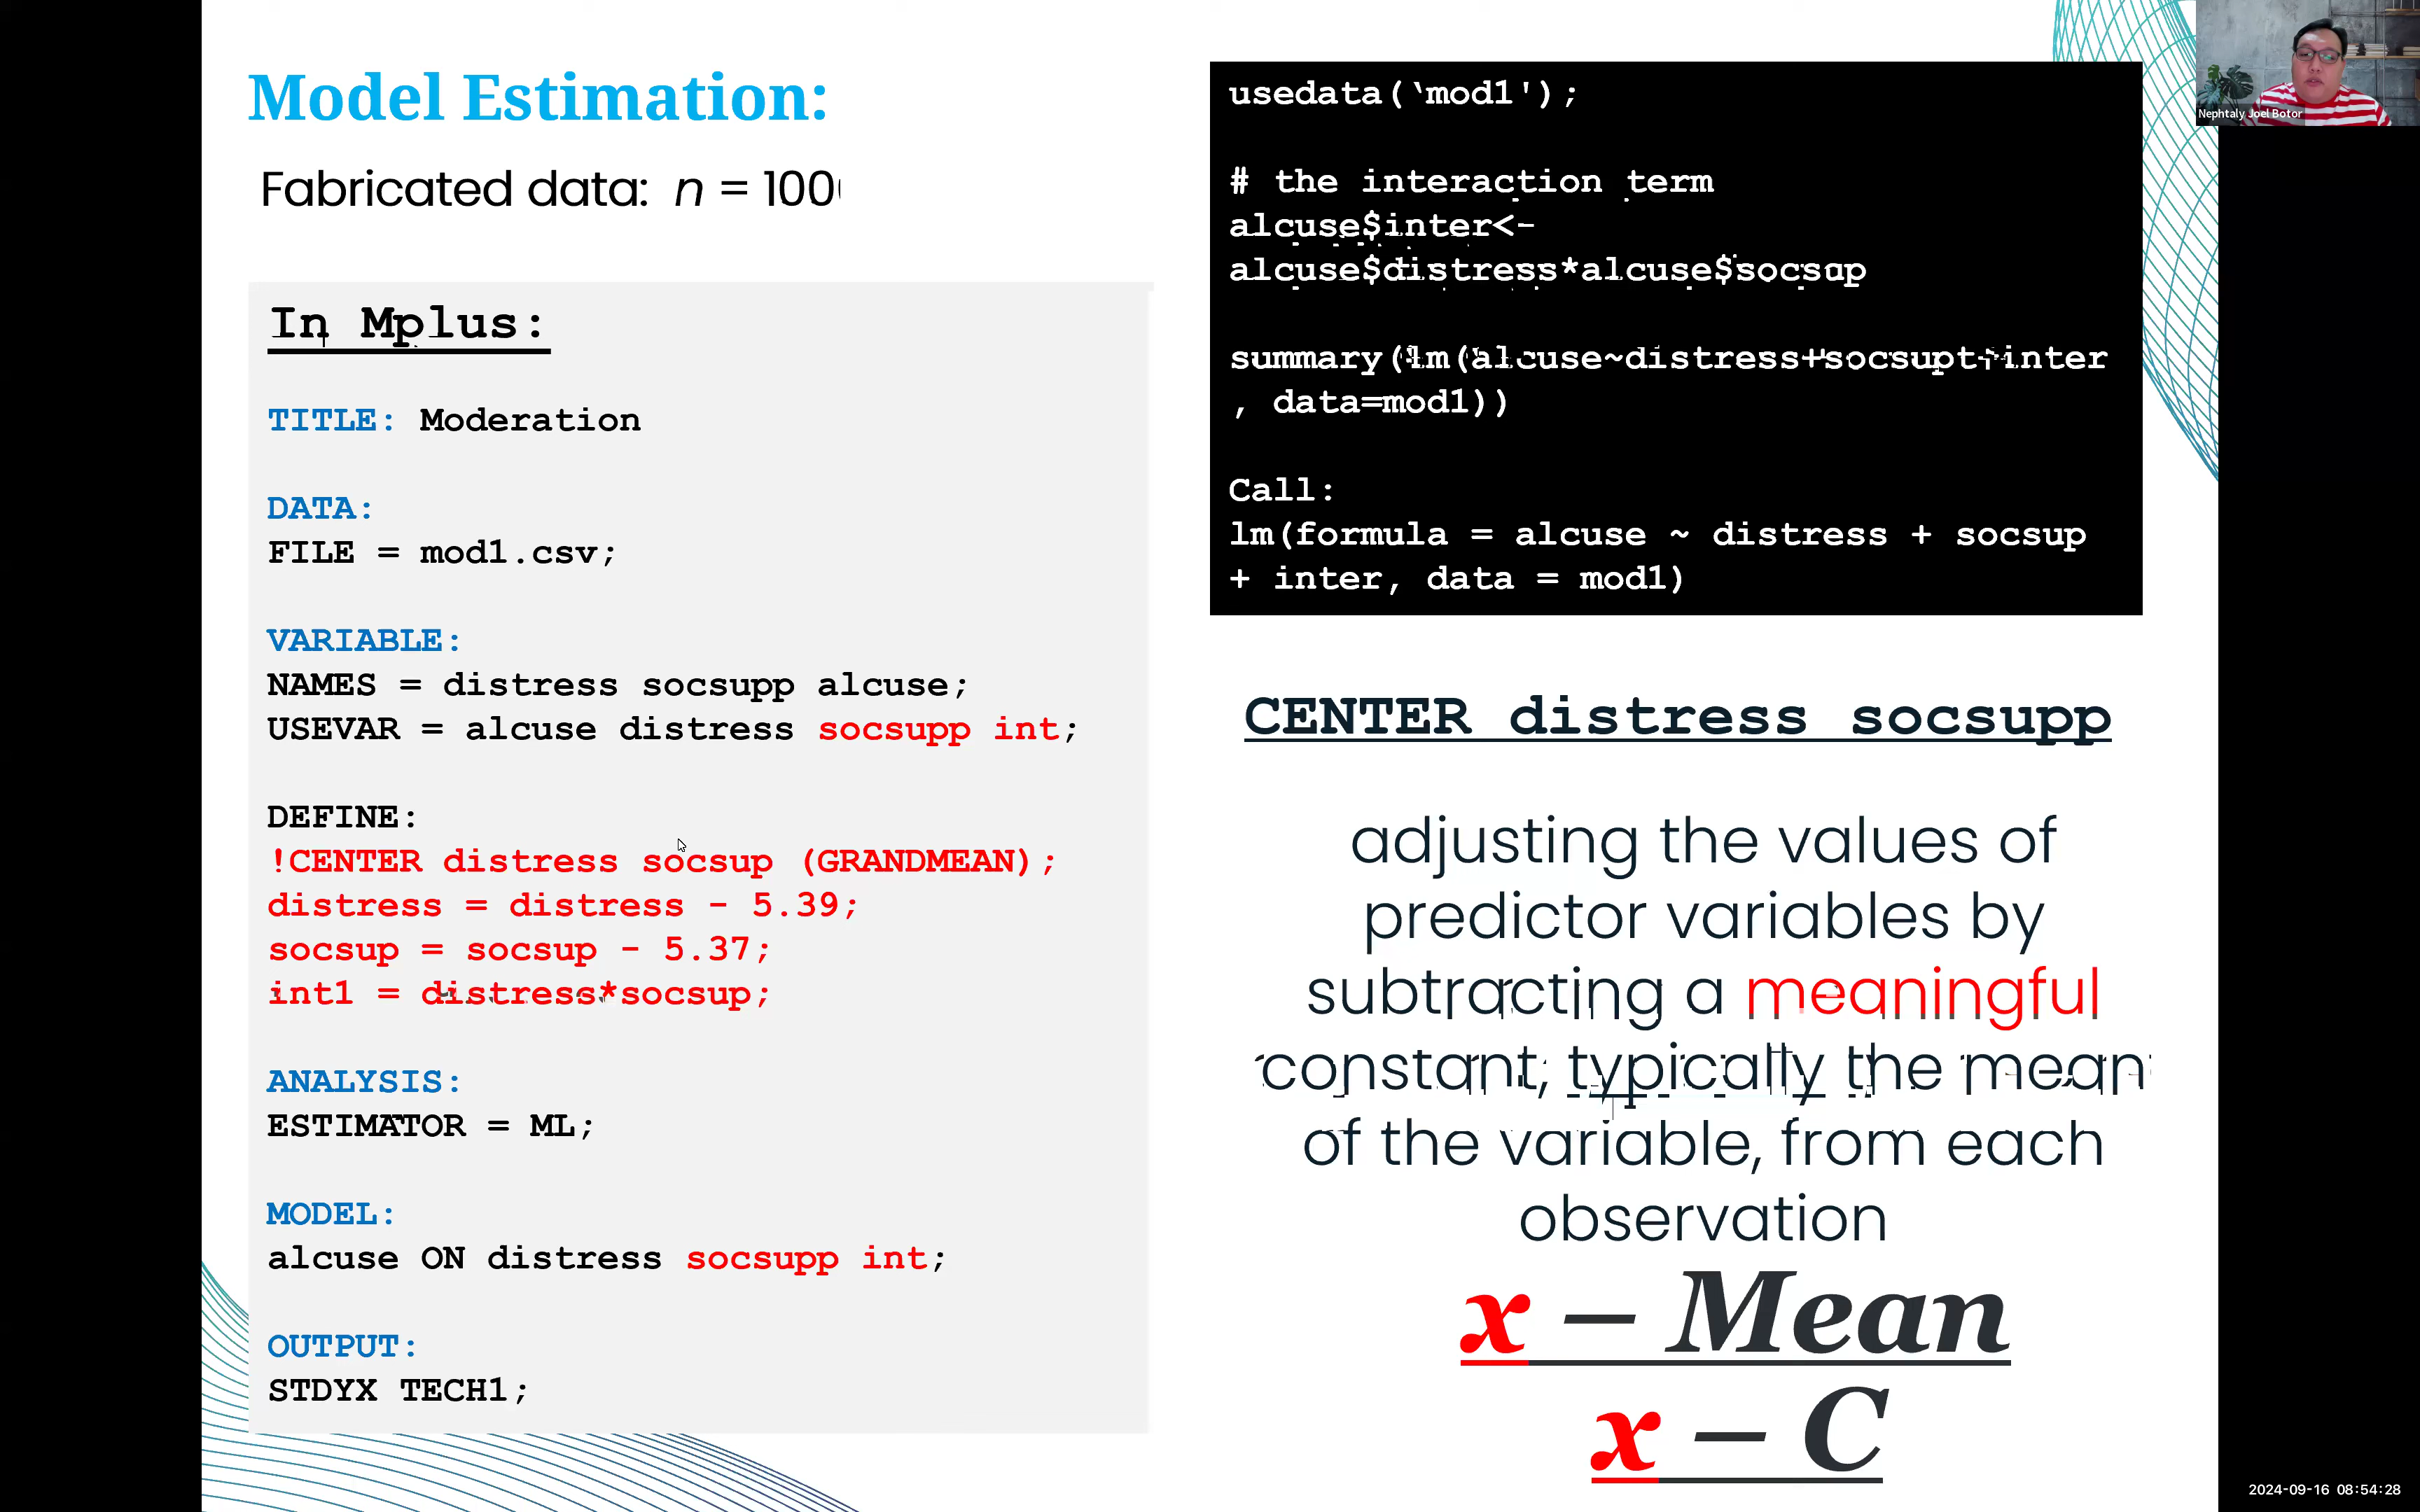 Model Estimation:
Fabricated data: n = 100
In Mplus:
TITLE: Moderation
DATA:
FILE = mod1.csv;
VARIABLE:
NAMES = distress socsupp alcuse;
USEVAR = alcuse distress socsupp int;
DEFINE:
!CENTER distress socsup (GRANDMEAN);
distress = distress - 5.39;
socsup = socsup - 5.37;
int1 = distress*socsup;
ANALYSIS:
ESTIMATOR = ML;
MODEL:
alcuse ON distress socsupp int;
OUTPUT:
STDYX TECH1;
usedata(‘mod1');
# the interaction term
alcuse$inter<-
alcuse$distress*alcuse$socsup
summary(lm(alcuse~distress+socsupt+inter
, data=mod1))
Call:
lm(formula = alcuse ~ distress + socsup
+ inter, data = mod1)
CENTER distress socsupp
adjusting the values of
predictor variables by
subtracting a meaningful
constant, typically the mean
of the variable, from each
observation
x – Mean
x – C
Nephtaly Joel Botor
2024-09-16 08:54:28